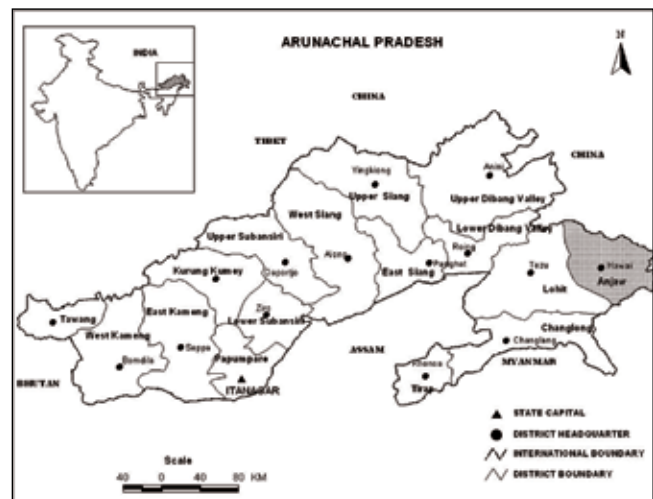 ARUNACHAL PRADESH
N
INDIA
CHINA
TIBET
CHINA
Yingkiong
Upper Siang
Anini
Upper Dibang Valley
West Siang
Lower Dibang Valley
Upper Subansiri
Roing
Along
East Siang
Pasighat
Daporijo
Tezu
Hawai
Anjaw
Kurung Kumey
Lohit
Ziro
Lower Subansiri
Tawang
East Kameng
West Kameng
Changlang
Changlang
ASSAM
Seppa
Papumpare
MYANMAR
Bomdila
Khonsa
Tirap
BHUTAN
ITANAGAR
STATE CAPITAL
DISTRICT HEADQUARTER
INTERNATIONAL BOUNDARY
DISTRICT BOUNDARY
Scale
40 0 40 80 KM